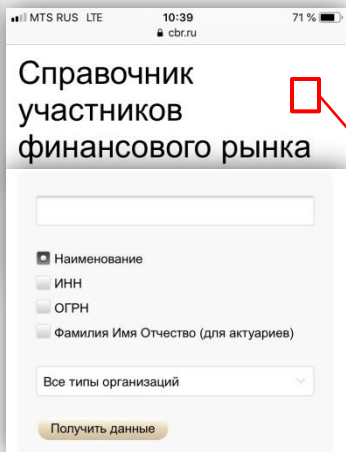 MTS RUS LTE 10:39 71 %
cbr.ru
Справочник
участников
финансового рынка
Наименование
ИНН
ОГРН
Фамилия Имя Отчество (для актуариев)
Все типы организаций
Получить данные